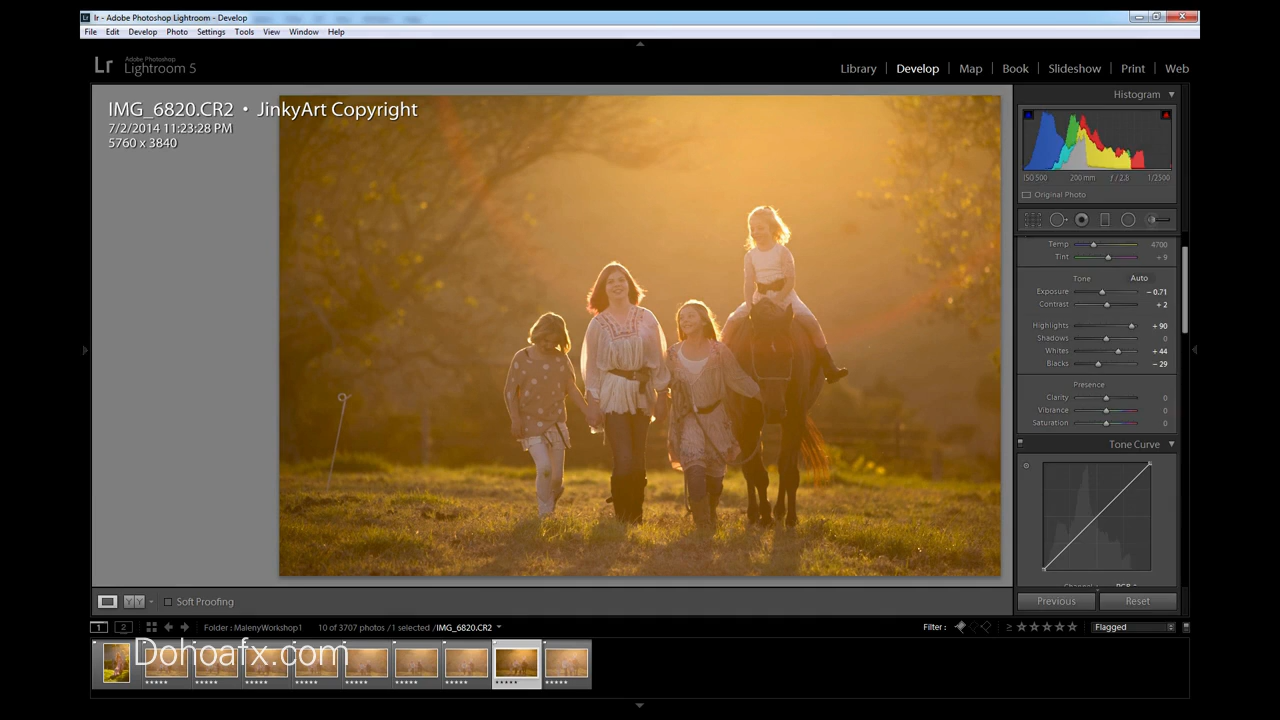 Lr - Adobe Photoshop Lightroom - Develop
File Edit Develop Photo Settings Tools View Window Help
Lr Adobe Photoshop
Lightroom 5
Library Develop Map Book Slideshow Print Web
IMG_6820.CR2 • JinkyArt Copyright
7/2/2014 11:23:28 PM
5760 x 3840
Histogram
ISO 500 200 mm ƒ / 2.8 1/2500
Original Photo
Temp 4700
Tint + 9
Tone Auto
Exposure - 0.71
Contrast + 2
Highlights + 90
Shadows 0
Whites + 44
Blacks - 29
Presence
Clarity 0
Vibrance 0
Saturation 0
Tone Curve
Previous Reset
YY Soft Proofing
1 2 Folder : MalenyWorkshop1 10 of 3707 photos / 1 selected / IMG_6820.CR2 Filter : ≥ ★★★★★ Flagged
Dohoafx.com